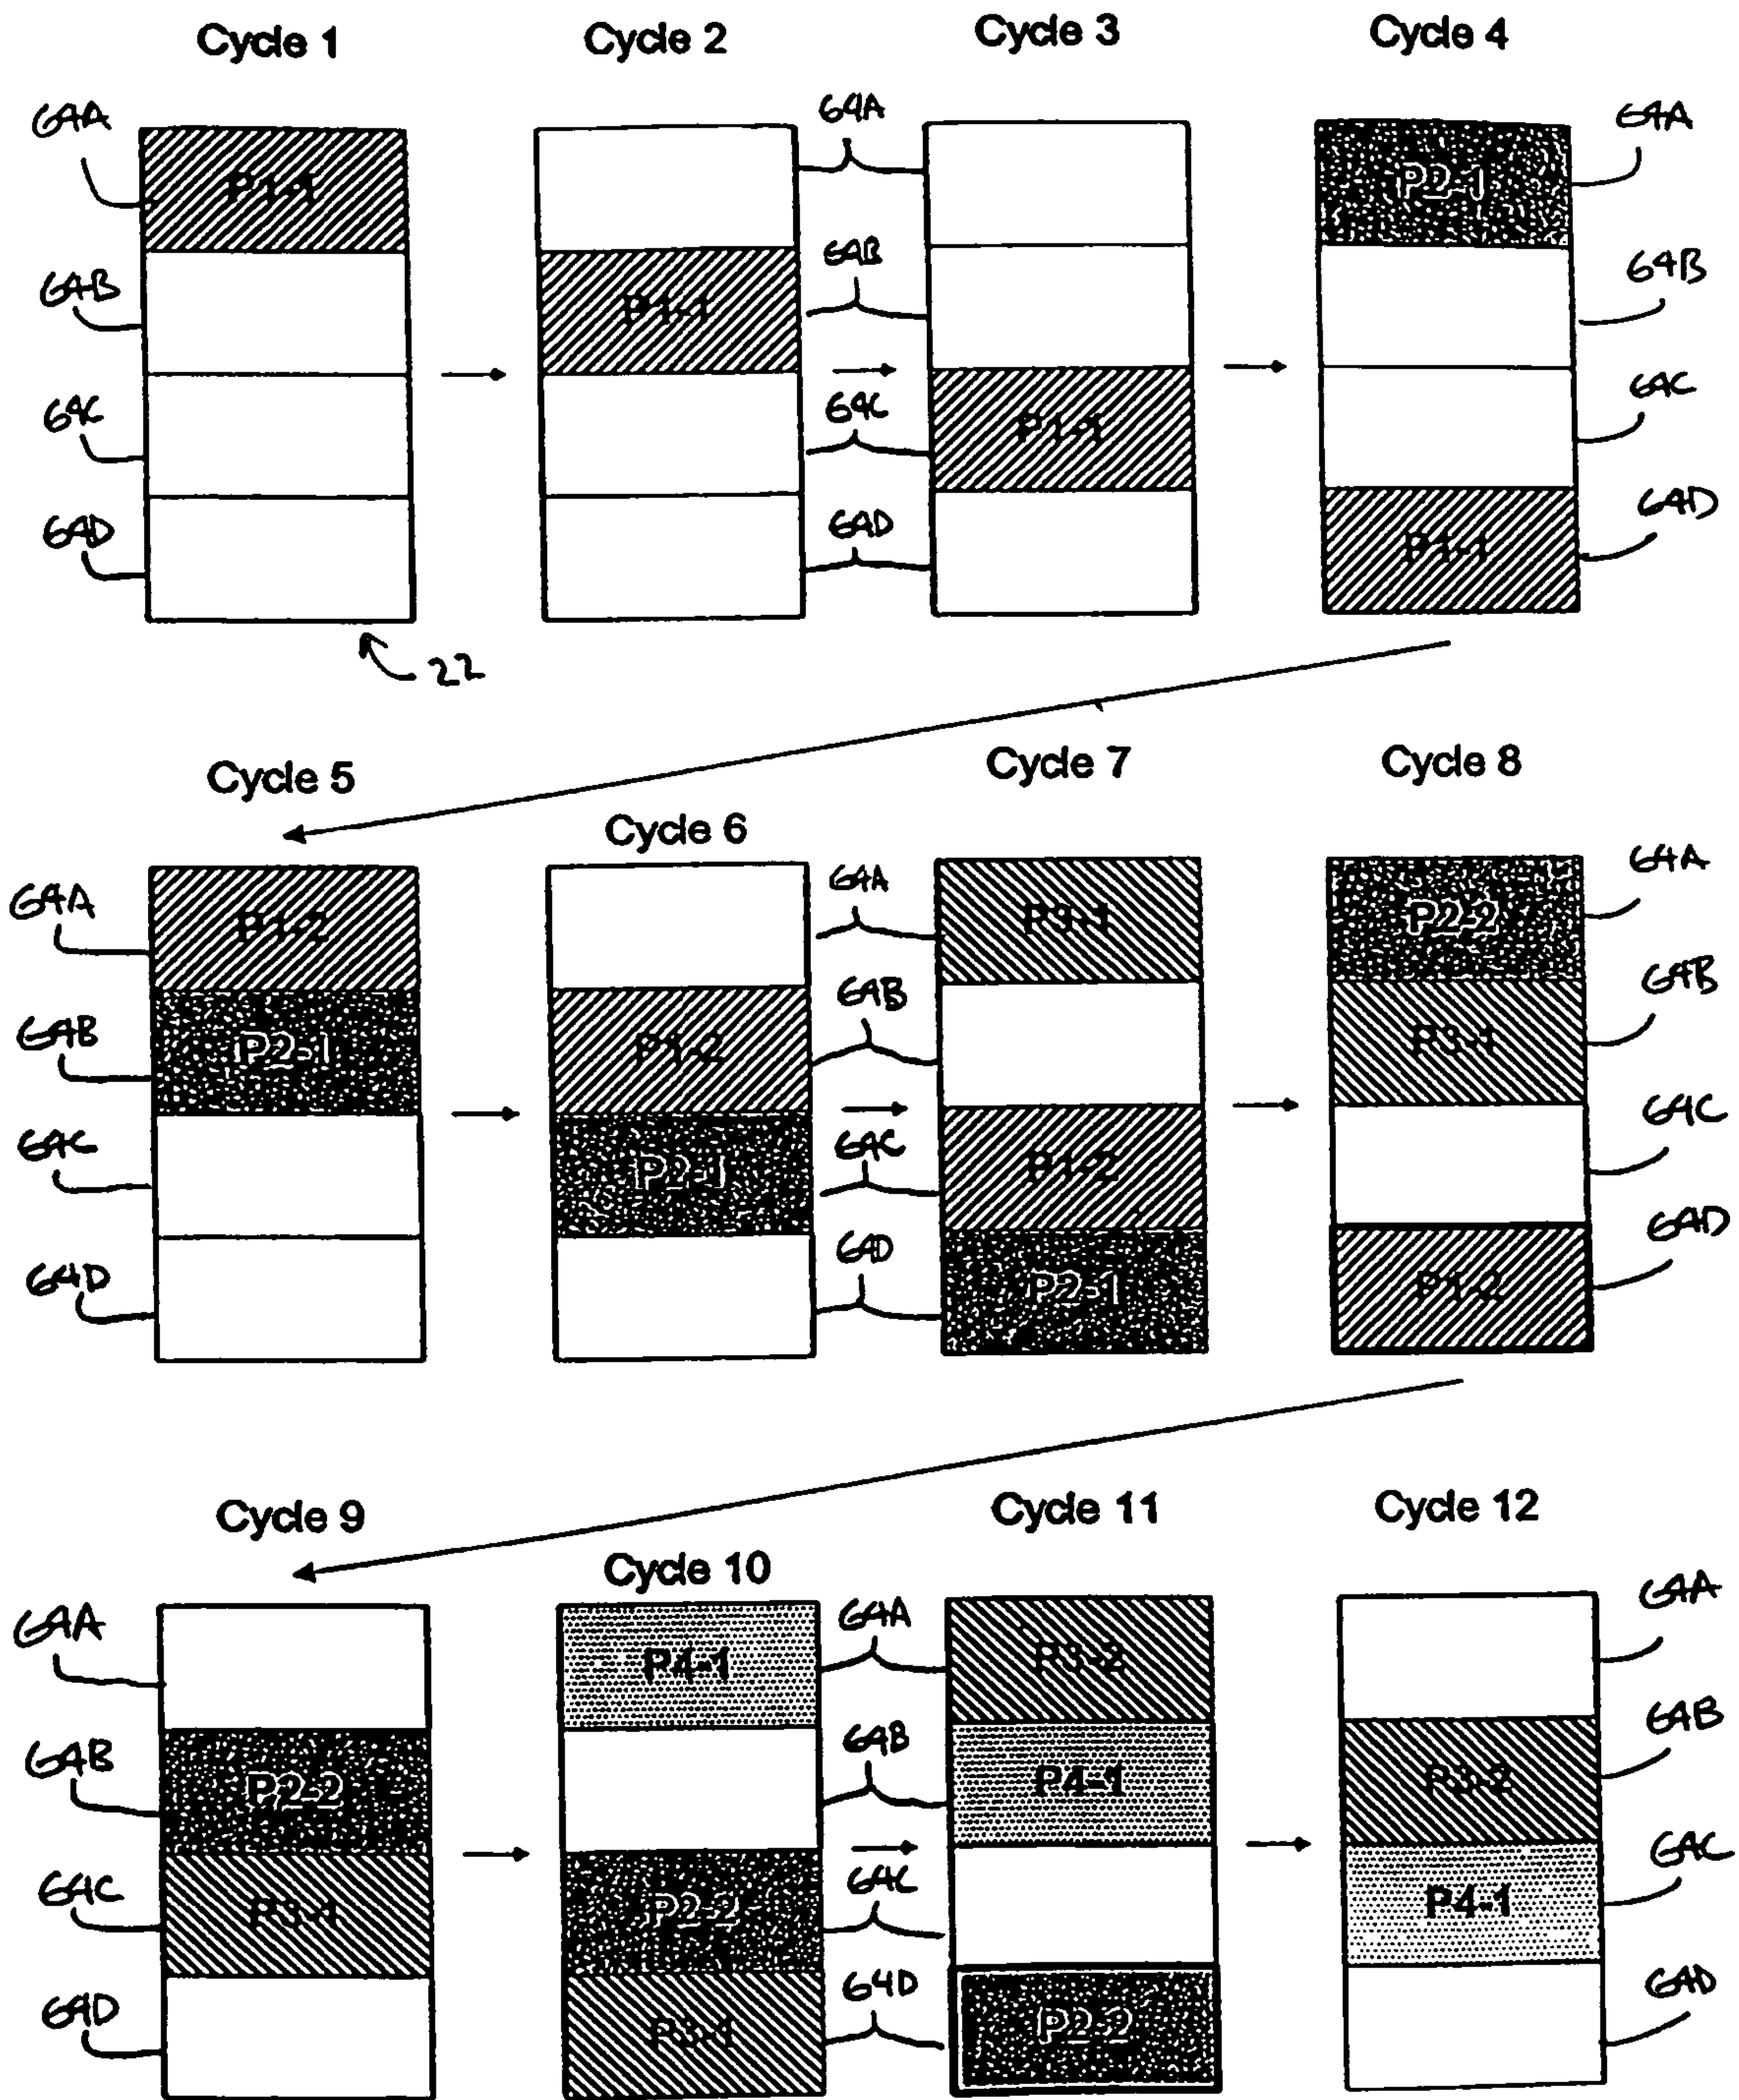 Cycle 1 Cycle 2 Cycle 3 Cycle 4
64A 64A 64A
P1-1 P2-1
64B 64B 64B
P1-1
64C 64C 64C
P1-1
64D 64D 64D
P1-1
22
Cycle 5 Cycle 6 Cycle 7 Cycle 8
64A 64A 64A
P1-2 P3-1 P2-2
64B 64B 64B
P2-1 P1-2 P3-1
64C 64C 64C
P2-1 P1-2
64D 64D 64D
P2-1 P1-2
Cycle 9 Cycle 10 Cycle 11 Cycle 12
64A 64A 64A
P4-1 P3-2
64B 64B 64B
P2-2 P4-1 P3-2
64C 64C 64C
P3-1 P2-2 P4-1
64D 64D 64D
P3-1 P2-2